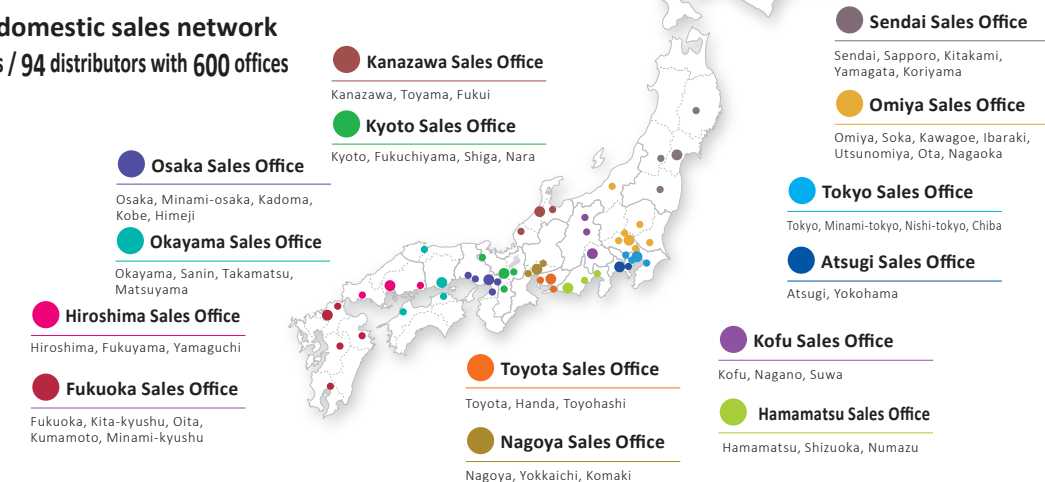 domestic sales network
/ 94 distributors with 600 offices
Kanazawa Sales Office
Kanazawa, Toyama, Fukui
Kyoto Sales Office
Kyoto, Fukuchiyama, Shiga, Nara
Osaka Sales Office
Osaka, Minami-osaka, Kadoma,
Kobe, Himeji
Okayama Sales Office
Okayama, Sanin, Takamatsu,
Matsuyama
Hiroshima Sales Office
Hiroshima, Fukuyama, Yamaguchi
Fukuoka Sales Office
Fukuoka, Kita-kyushu, Oita,
Kumamoto, Minami-kyushu
Toyota Sales Office
Toyota, Handa, Toyohashi
Nagoya Sales Office
Nagoya, Yokkaichi, Komaki
Sendai Sales Office
Sendai, Sapporo, Kitakami,
Yamagata, Koriyama
Omiya Sales Office
Omiya, Soka, Kawagoe, Ibaraki,
Utsunomiya, Ota, Nagaoka
Tokyo Sales Office
Tokyo, Minami-tokyo, Nishi-tokyo, Chiba
Atsugi Sales Office
Atsugi, Yokohama
Kofu Sales Office
Kofu, Nagano, Suwa
Hamamatsu Sales Office
Hamamatsu, Shizuoka, Numazu